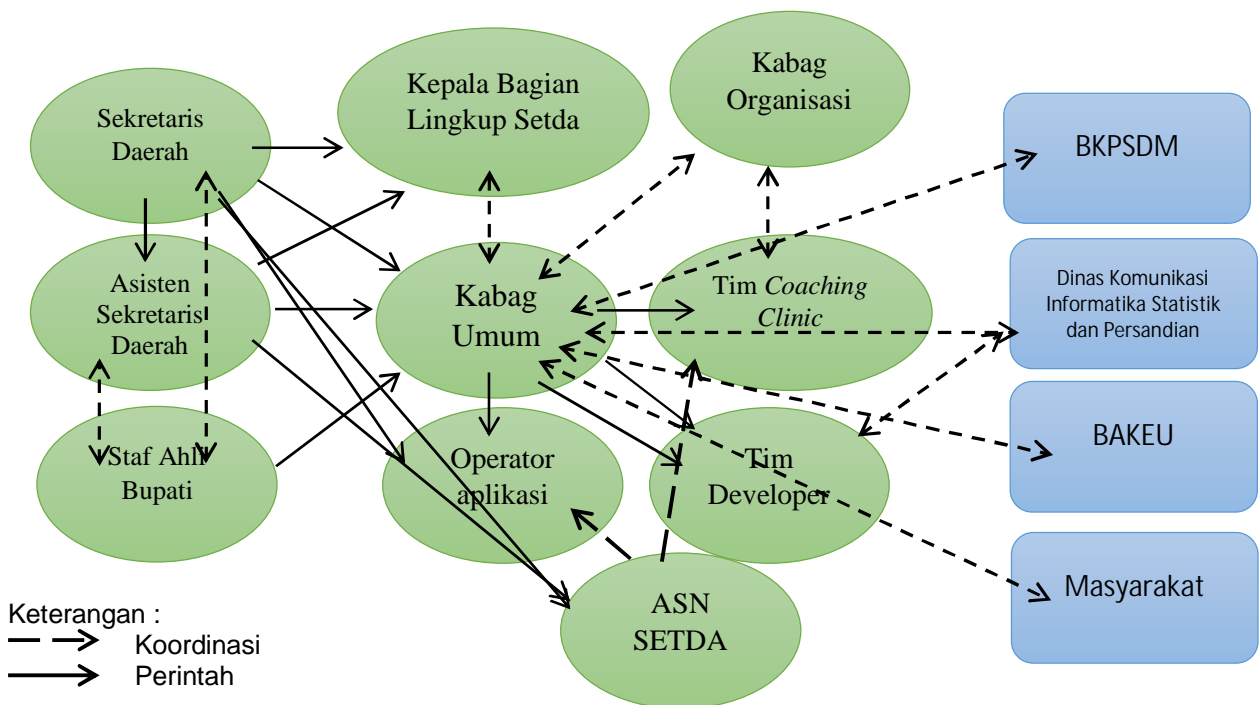 Sekretaris
Daerah
Kepala Bagian
Lingkup Setda
Kabag
Organisasi
BKPSDM
Asisten
Sekretaris
Daerah
Kabag
Umum
Tim Coaching
Clinic
Dinas Komunikasi
Informatika Statistik
dan Persandian
Staf Ahli
Bupati
Operator
aplikasi
Tim
Developer
BAKEU
ASN
SETDA
Masyarakat
Keterangan :
Koordinasi
Perintah